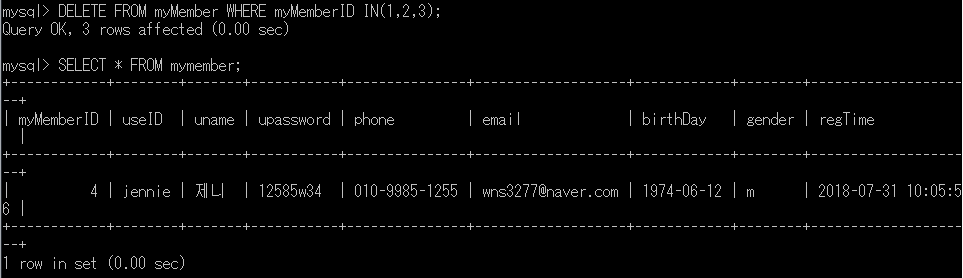 mysql> DELETE FROM myMember WHERE myMemberID IN(1,2,3);
Query OK, 3 rows affected (0.00 sec)
mysql> SELECT * FROM mymember;
+------------+--------+-------+-----------+---------------+--------------------+------------+--------+-------------------
--+
| myMemberID | useID  | uname | upassword | phone         | email              | birthDay   | gender | regTime
  |
+------------+--------+-------+-----------+---------------+--------------------+------------+--------+-------------------
--+
|          4 | jennie | 제니  | 12585w34  | 010-9985-1255 | wns3277@naver.com | 1974-06-12 | m      | 2018-07-31 10:05:5
6 |
+------------+--------+-------+-----------+---------------+--------------------+------------+--------+-------------------
--+
1 row in set (0.00 sec)